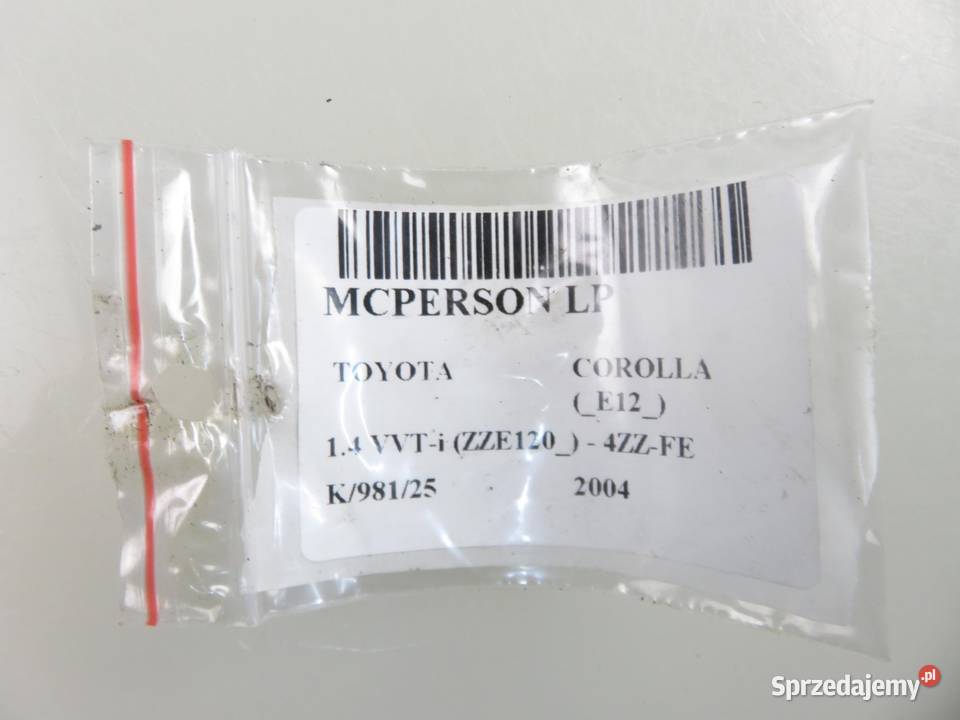 MCPERSON LP
TOYOTA COROLLA
(_E12_)
1.4 VVT-i (ZZE120_) - 4ZZ-FE
K/981/25 2004
Sprzedajemy.pl